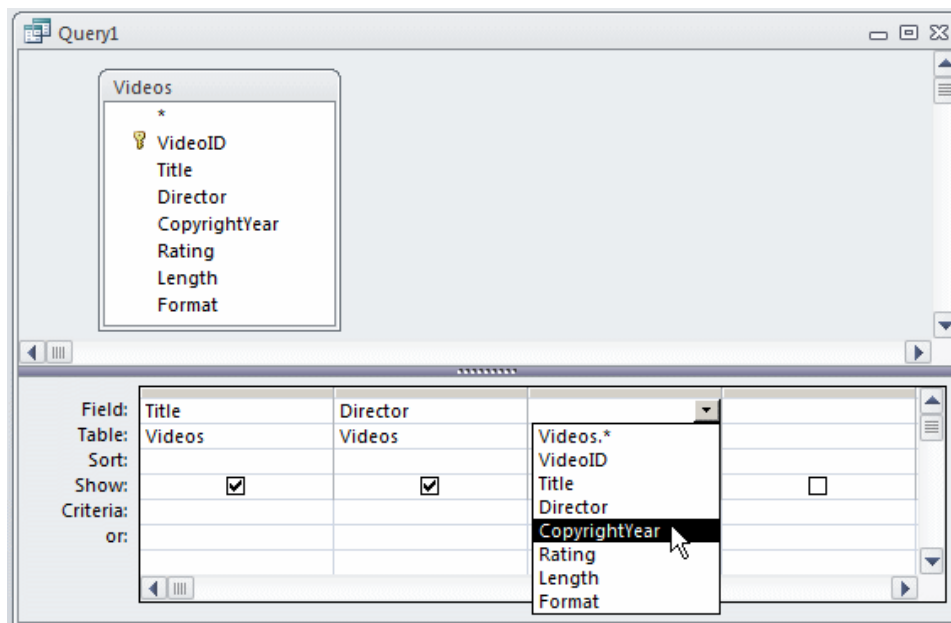 Query1
Videos
*
VideoID
Title
Director
CopyrightYear
Rating
Length
Format
Field: Title Director
Table: Videos Videos
Sort:
Show:
Criteria:
or:
Videos.*
VideoID
Title
Director
CopyrightYear
Rating
Length
Format